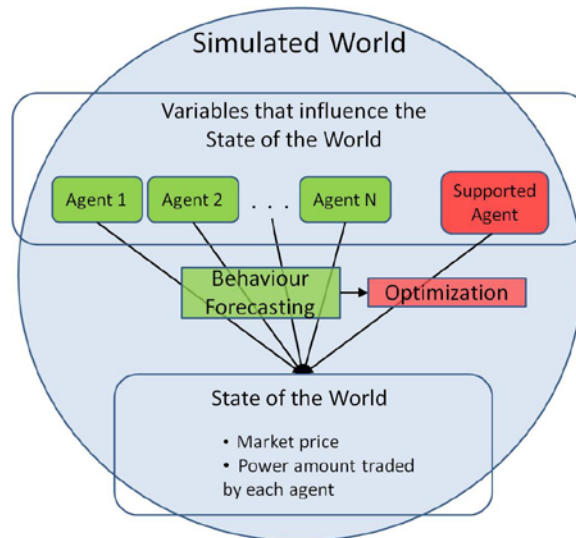 Simulated World
Variables that influence the
State of the World
Agent 1
Agent 2
. . .
Agent N
Supported
Agent
Behaviour
Forecasting
Optimization
State of the World
• Market price
• Power amount traded
by each agent